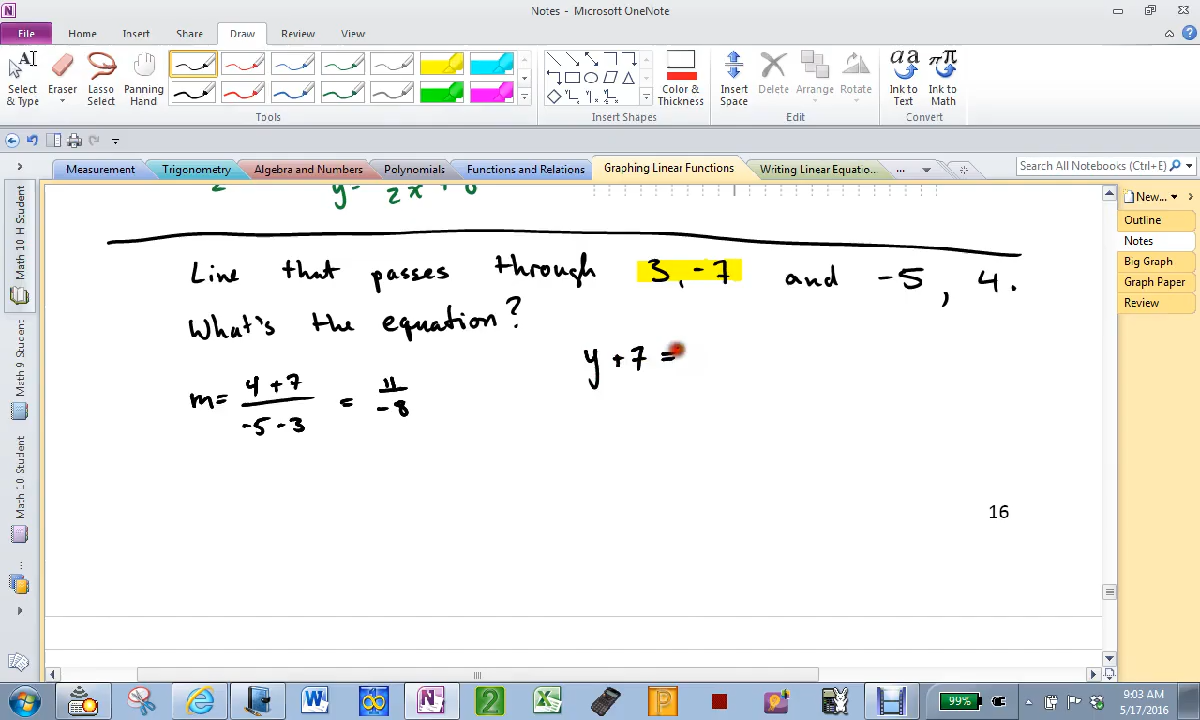 Notes - Microsoft OneNote
File Home Insert Share Draw Review View
Select & Type
Eraser
Lasso Select
Panning Hand
Color & Thickness
Insert Space
Delete
Arrange
Rotate
Ink to Text
Ink to Math
Tools Insert Shapes Edit Convert
Measurement Trigonometry Algebra and Numbers Polynomials Functions and Relations Graphing Linear Functions Writing Linear Equatio... ...
Search All Notebooks (Ctrl+E)
New...
Outline
Notes
Big Graph
Graph Paper
Review
Math 10 H Student
Math 9 Student
Math 10 Student
Line that passes through 3, -7 and -5, 4.
What's the equation?
y + 7 =
m = 4 + 7 / -5 - 3 = 11 / -8
16
99%
9:03 AM
5/17/2016